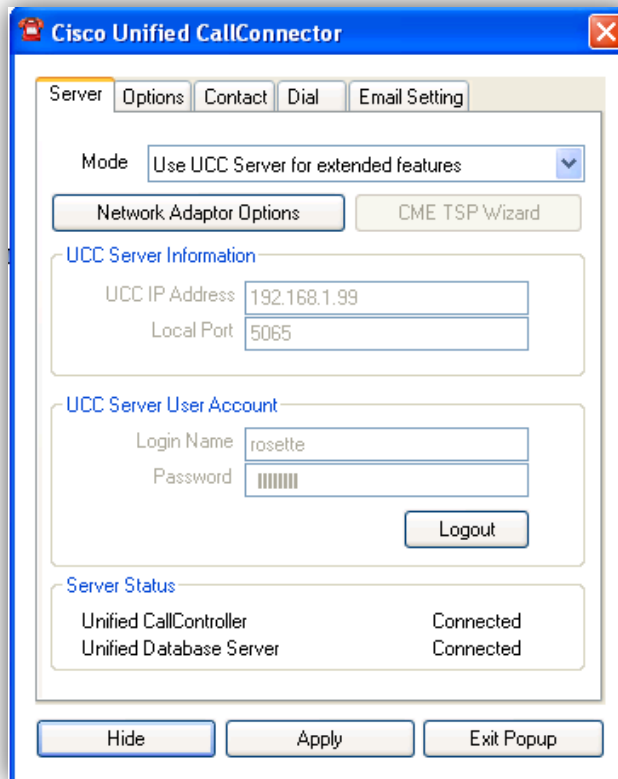 Cisco Unified CallConnector
Server Options Contact Dial Email Setting
Mode Use UCC Server for extended features
Network Adaptor Options CME TSP Wizard
UCC Server Information
UCC IP Address 192.168.1.99
Local Port 5065
UCC Server User Account
Login Name rosette
Password
Logout
Server Status
Unified CallController Connected
Unified Database Server Connected
Hide Apply Exit Popup